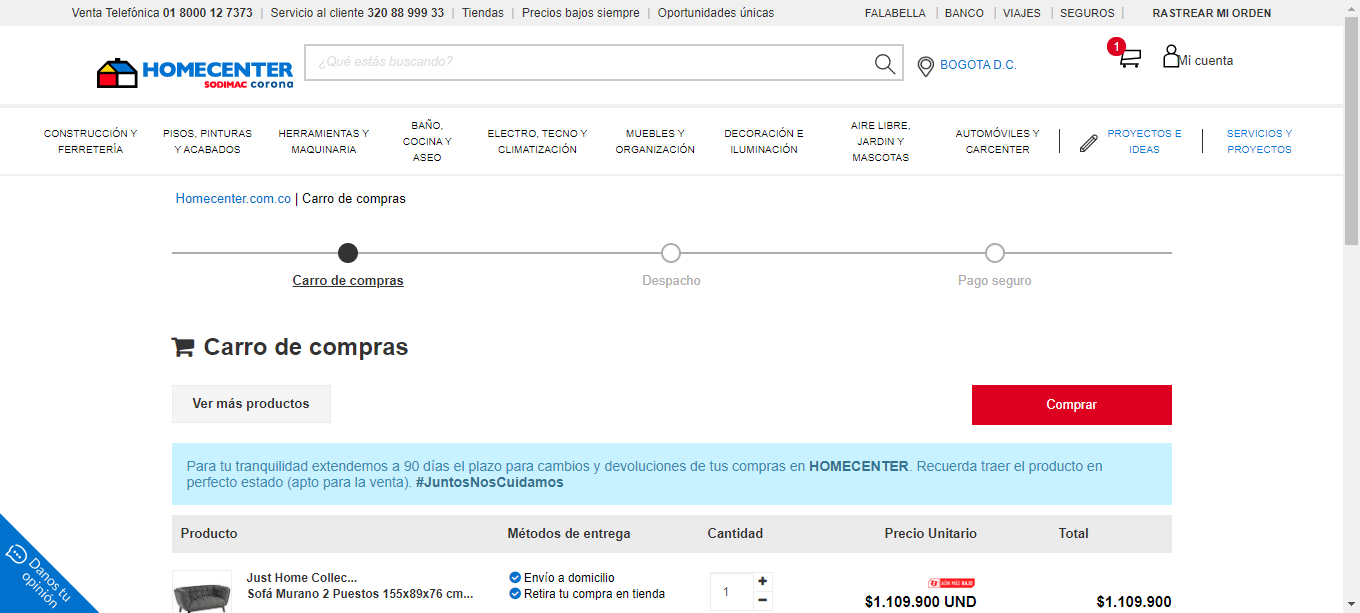 Venta Telefónica 01 8000 12 7373 | Servicio al cliente 320 88 999 33 | Tiendas | Precios bajos siempre | Oportunidades únicas FALABELLA | BANCO | VIAJES | SEGUROS | RASTREAR MI ORDEN
HOMECENTER
SODIMAC corona
¿Qué estás buscando?
BOGOTA D.C.
1
Mi cuenta
CONSTRUCCIÓN Y
FERRETERÍA
PISOS, PINTURAS
Y ACABADOS
HERRAMIENTAS Y
MAQUINARIA
BAÑO,
COCINA Y
ASEO
ELECTRO, TECNO Y
CLIMATIZACIÓN
MUEBLES Y
ORGANIZACIÓN
DECORACIÓN E
ILUMINACIÓN
AIRE LIBRE,
JARDIN Y
MASCOTAS
AUTOMÓVILES Y
CARCENTER
PROYECTOS E
IDEAS
SERVICIOS Y
PROYECTOS
Homecenter.com.co | Carro de compras
Carro de compras
Despacho
Pago seguro
Carro de compras
Ver más productos
Comprar
Para tu tranquilidad extendemos a 90 días el plazo para cambios y devoluciones de tus compras en HOMECENTER. Recuerda traer el producto en
perfecto estado (apto para la venta). #JuntosNosCuidamos
Producto Métodos de entrega Cantidad Precio Unitario Total
Just Home Collec...
Sofá Murano 2 Puestos 155x89x76 cm...
Envío a domicilio
Retira tu compra en tienda
1
+
−
AÚN MÁS BAJO
$1.109.900 UND
$1.109.900
Danos tu
opinión